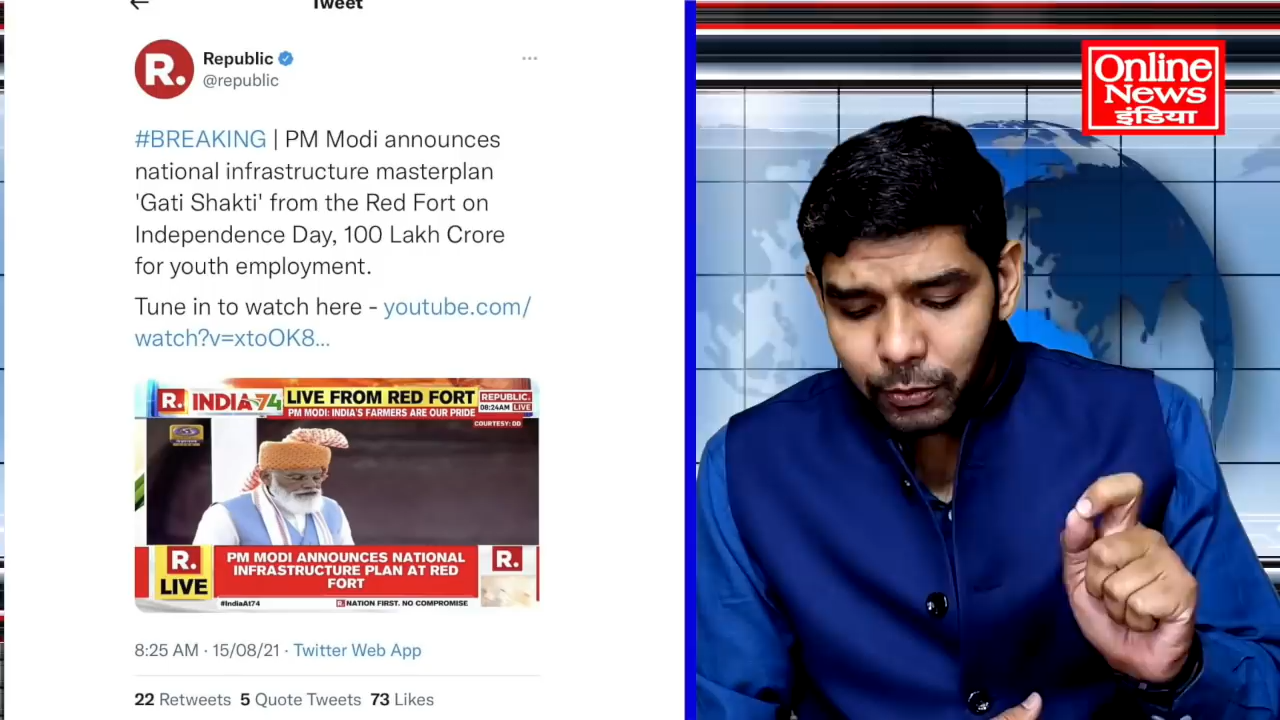 Tweet
Republic
@republic
#BREAKING | PM Modi announces
national infrastructure masterplan
'Gati Shakti' from the Red Fort on
Independence Day, 100 Lakh Crore
for youth employment.
Tune in to watch here - youtube.com/
watch?v=xtoOK8...
R. INDIA 74 LIVE FROM RED FORT REPUBLIC.
PM MODI: INDIA'S FARMERS ARE OUR PRIDE 08:24AM LIVE
COURTESY: DD
R. PM MODI ANNOUNCES NATIONAL R.
INFRASTRUCTURE PLAN AT RED
LIVE FORT
#IndiaAt74 R. NATION FIRST. NO COMPROMISE
8:25 AM · 15/08/21 · Twitter Web App
22 Retweets 5 Quote Tweets 73 Likes
R.
Online
News
इंडिया